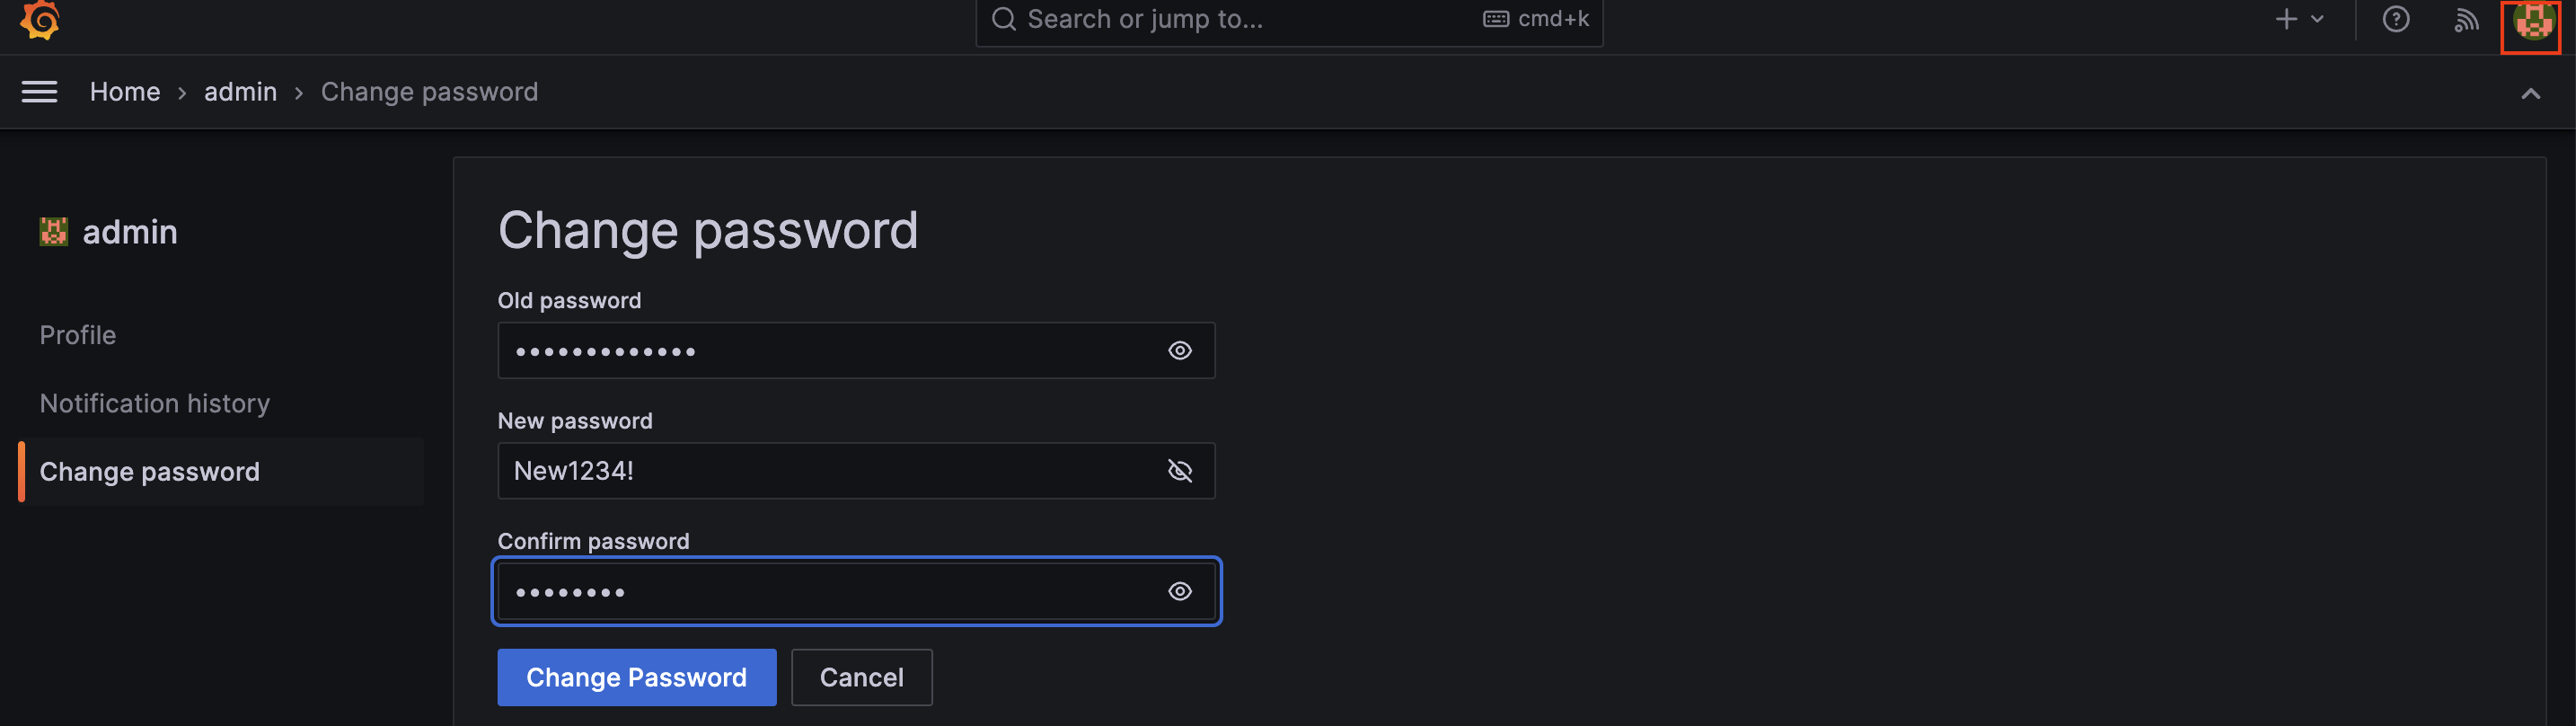 Search or jump to... cmd+k
Home › admin › Change password
admin
Profile
Notification history
Change password
Change password
Old password
•••••••••••••
New password
New1234!
Confirm password
••••••••
Change Password Cancel